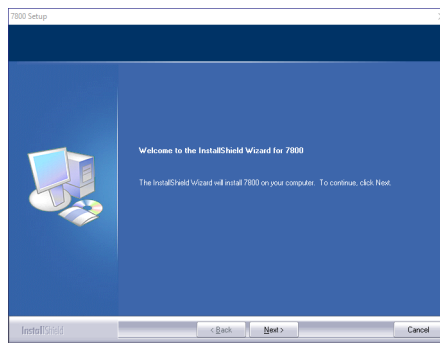 7800 Setup
Welcome to the InstallShield Wizard for 7800
The InstallShield Wizard will install 7800 on your computer. To continue, click Next.
InstallShield
< Back
Next >
Cancel